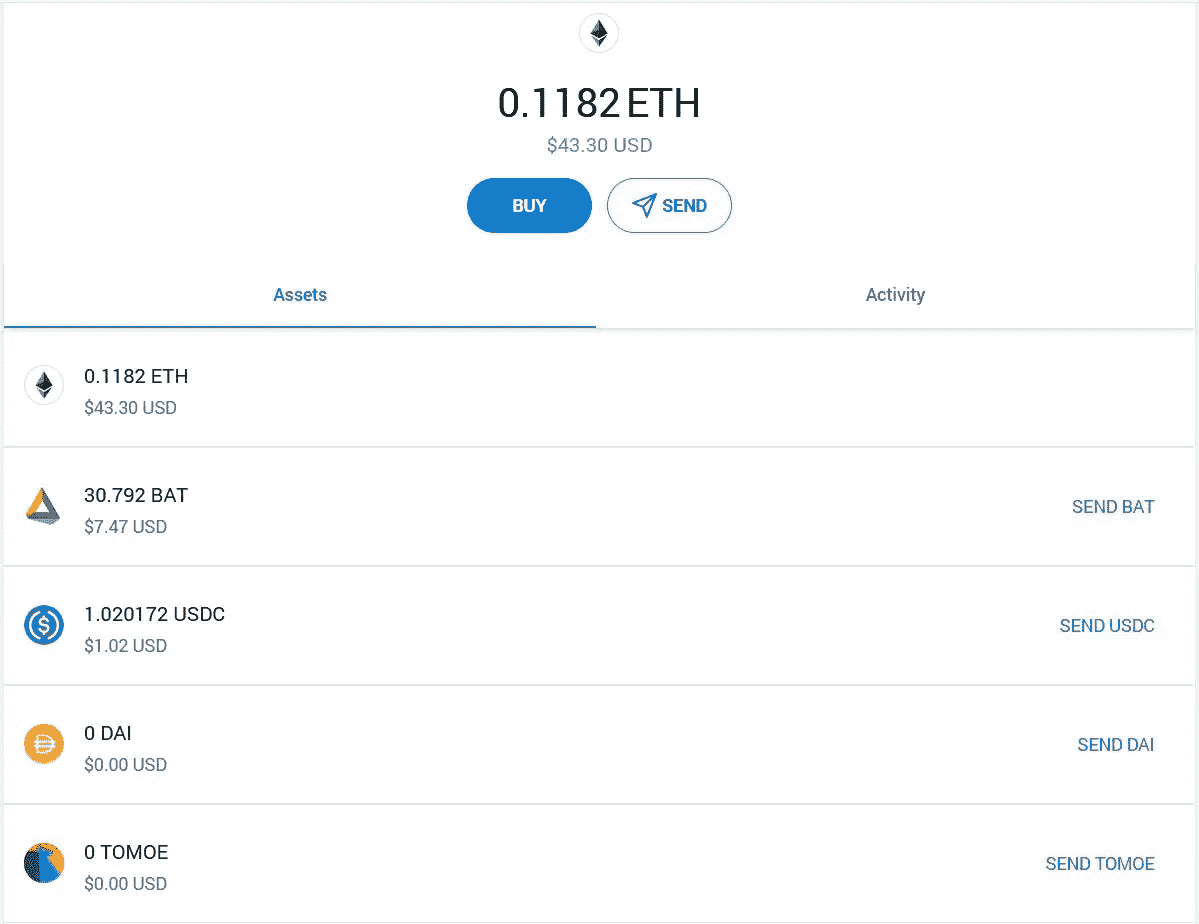 0.1182 ETH
$43.30 USD
BUY
SEND
Assets
Activity
0.1182 ETH
$43.30 USD
30.792 BAT
$7.47 USD
SEND BAT
1.020172 USDC
$1.02 USD
SEND USDC
0 DAI
$0.00 USD
SEND DAI
0 TOMOE
$0.00 USD
SEND TOMOE